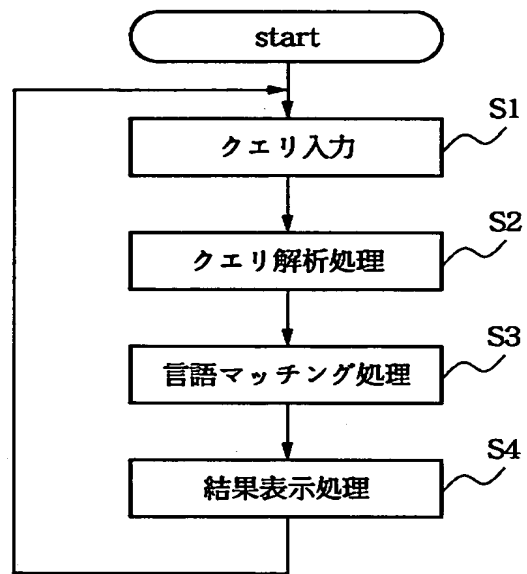 start
S1
クエリ入力
S2
クエリ解析処理
S3
言語マッチング処理
S4
結果表示処理